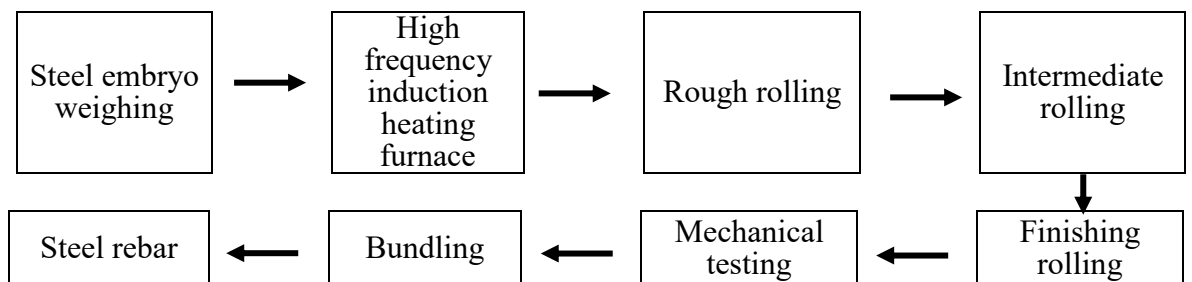 Steel embryo
weighing
High
frequency
induction
heating
furnace
Rough rolling
Intermediate
rolling
Finishing
rolling
Mechanical
testing
Bundling
Steel rebar